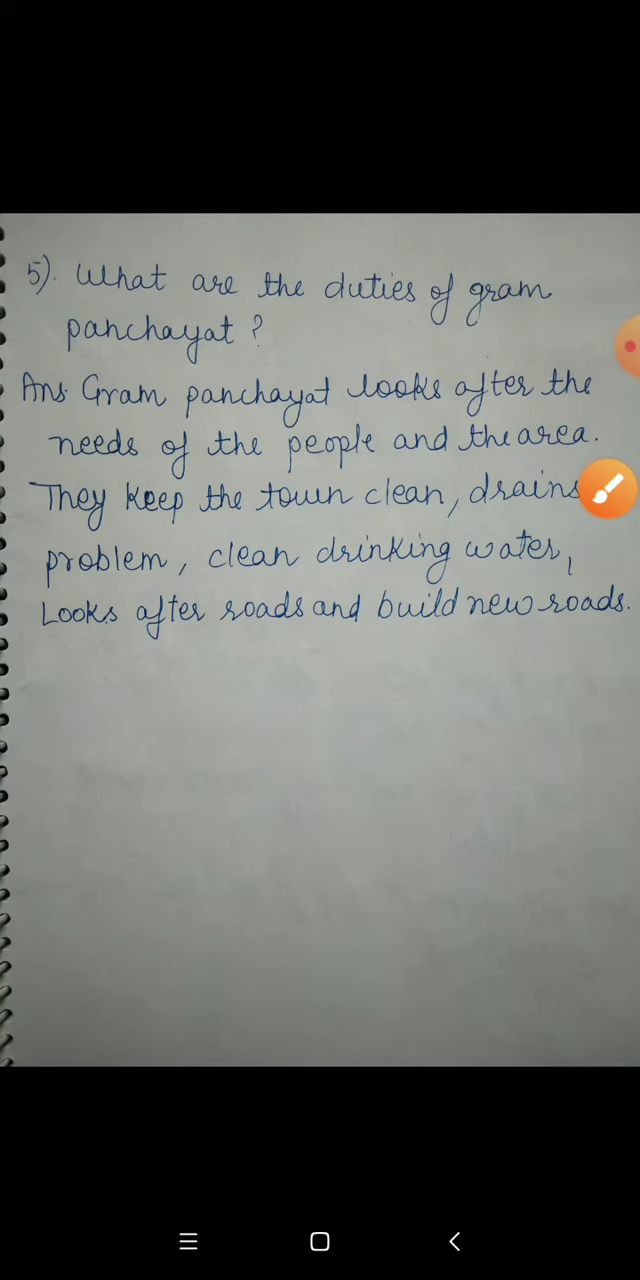 5). What are the duties of gram
panchayat ?
Ans. Gram panchayat looks after the
needs of the people and the area.
They keep the town clean, drains
problem, clean drinking water,
Looks after roads and build new roads.